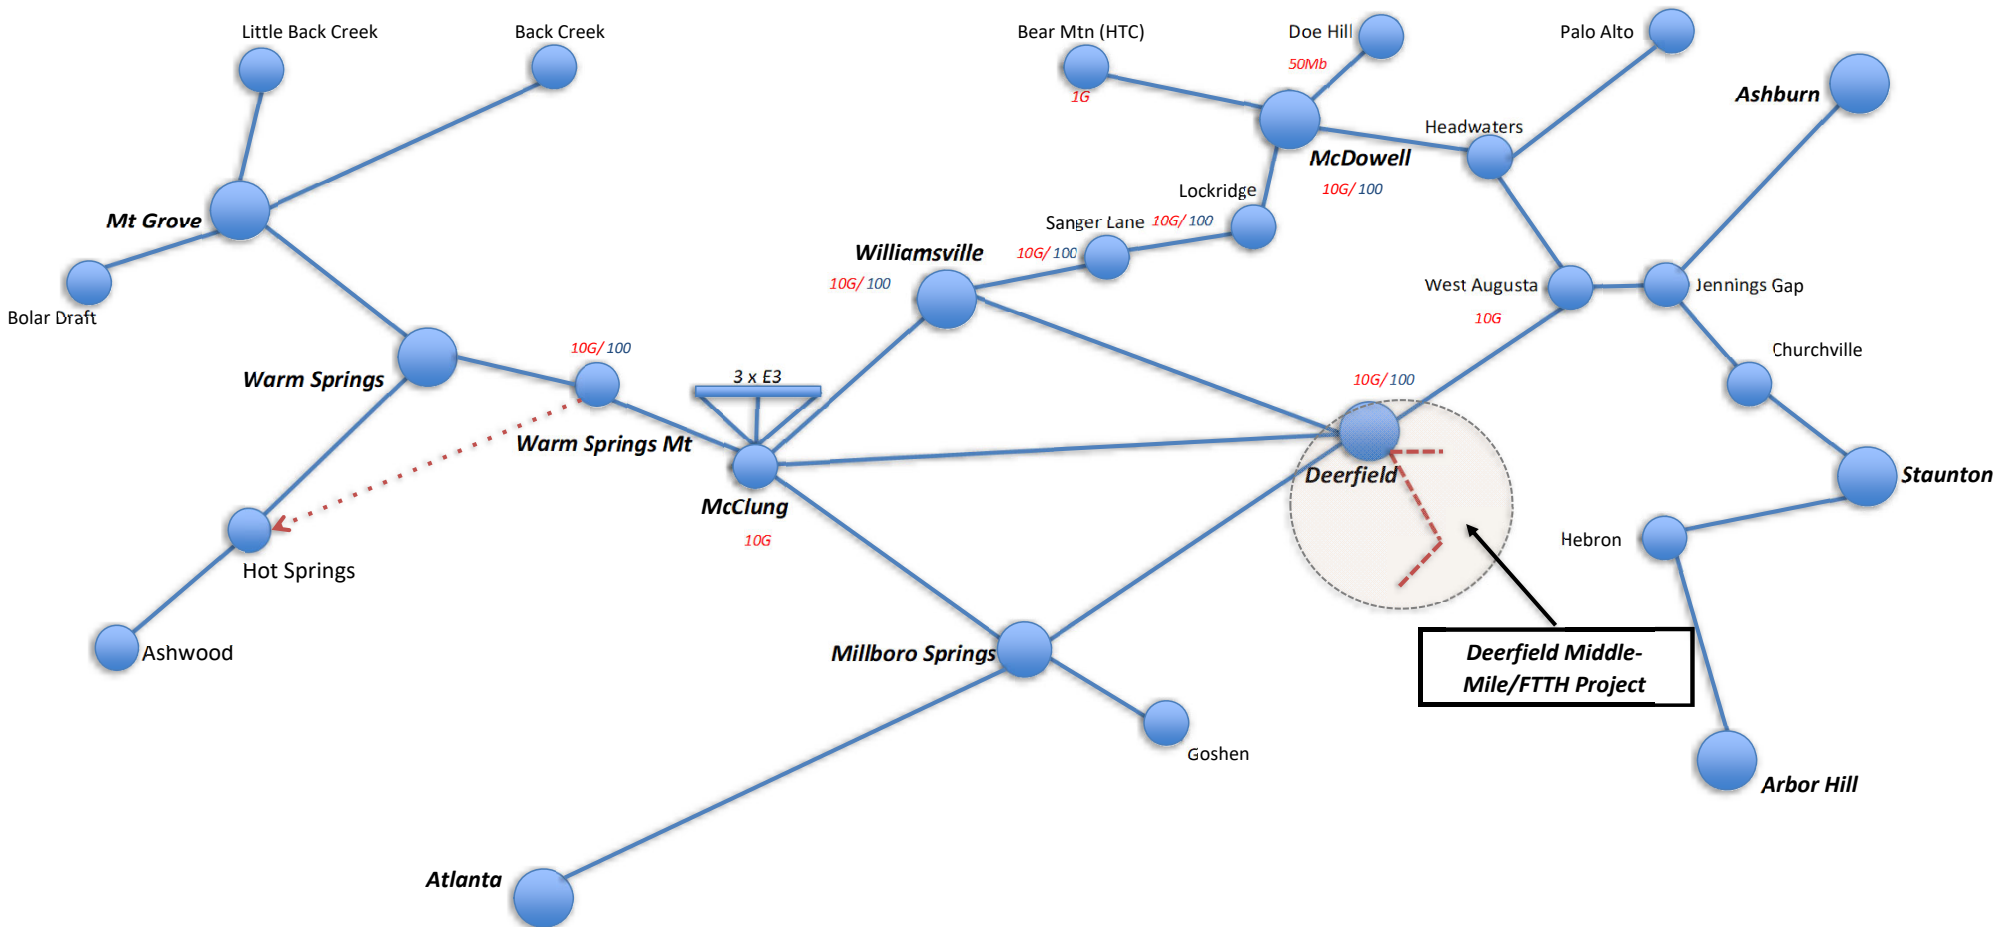 Little Back Creek
Back Creek
Bear Mtn (HTC)
1G
Doe Hill
50Mb
Palo Alto
Ashburn
Headwaters
McDowell
10G/ 100
Lockridge
10G/ 100
Sanger Lane
10G/ 100
Mt Grove
Williamsville
10G/ 100
Bolar Draft
West Augusta
10G
Jennings Gap
Churchville
10G/ 100
Warm Springs
3 x E3
Warm Springs Mt
10G/ 100
Deerfield
Staunton
McClung
10G
Hebron
Hot Springs
Ashwood
Millboro Springs
Deerfield Middle-
Mile/FTTH Project
Goshen
Arbor Hill
Atlanta